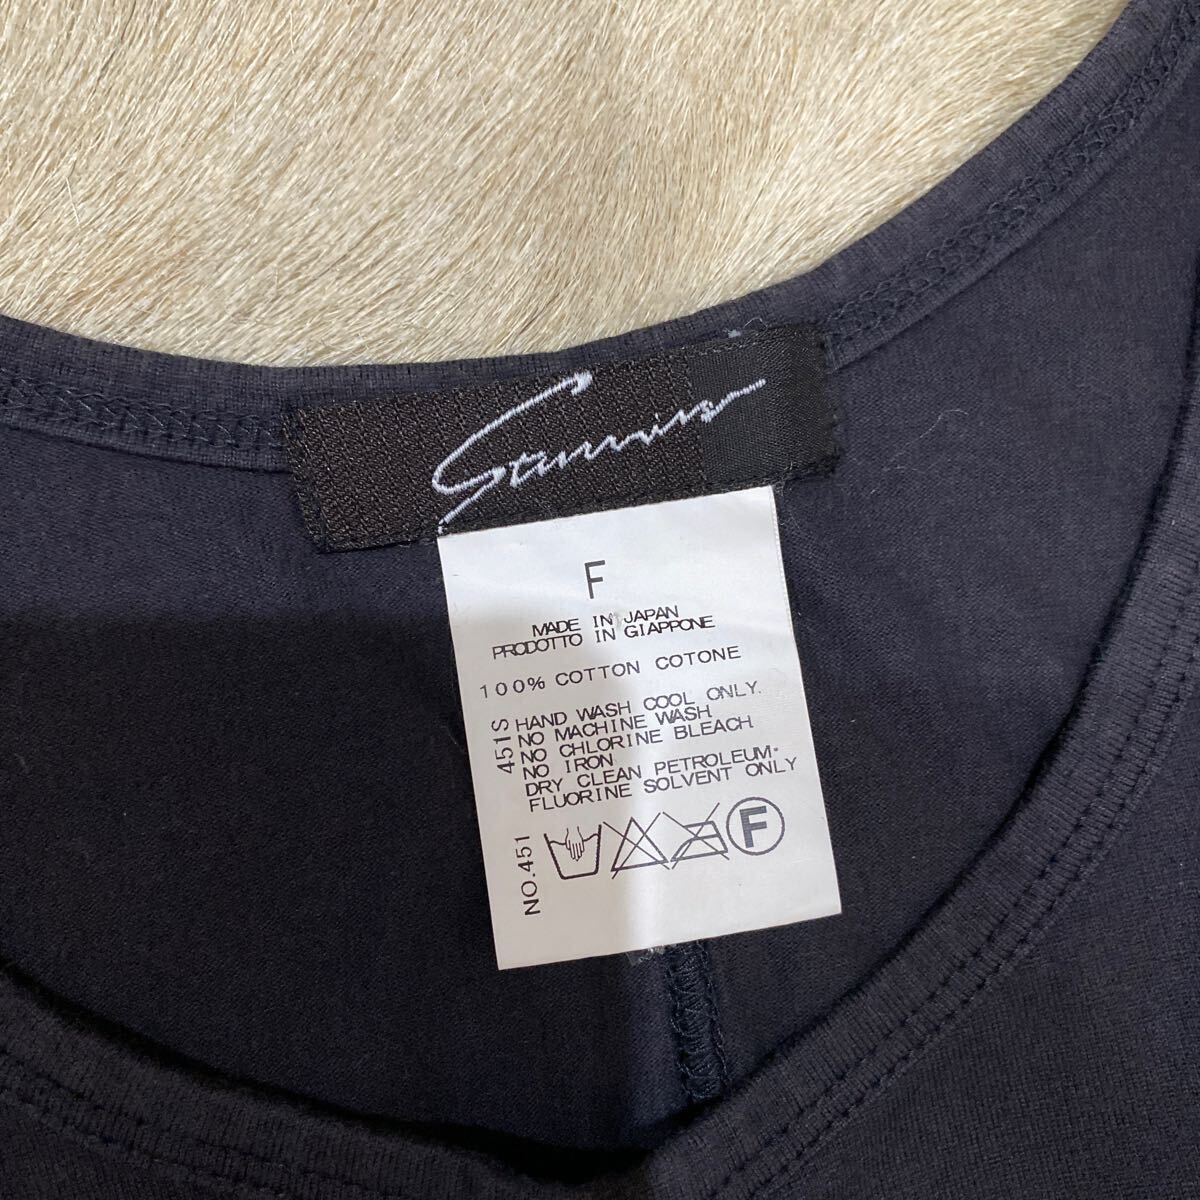 F
MADE IN JAPAN
PRODOTTO IN GIAPPONE
100% COTTON COTONE
HAND WASH COOL ONLY.
NO MACHINE WASH
NO CHLORINE BLEACH
NO IRON
DRY CLEAN PETROLEUM·
FLUORINE SOLVENT ONLY
NO.451 451S
F